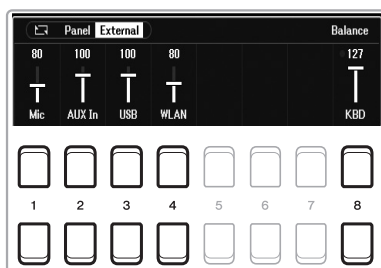 Panel External Balance
80 100 100 80 127
Mic AUX In USB WLAN KBD
1 2 3 4 5 6 7 8